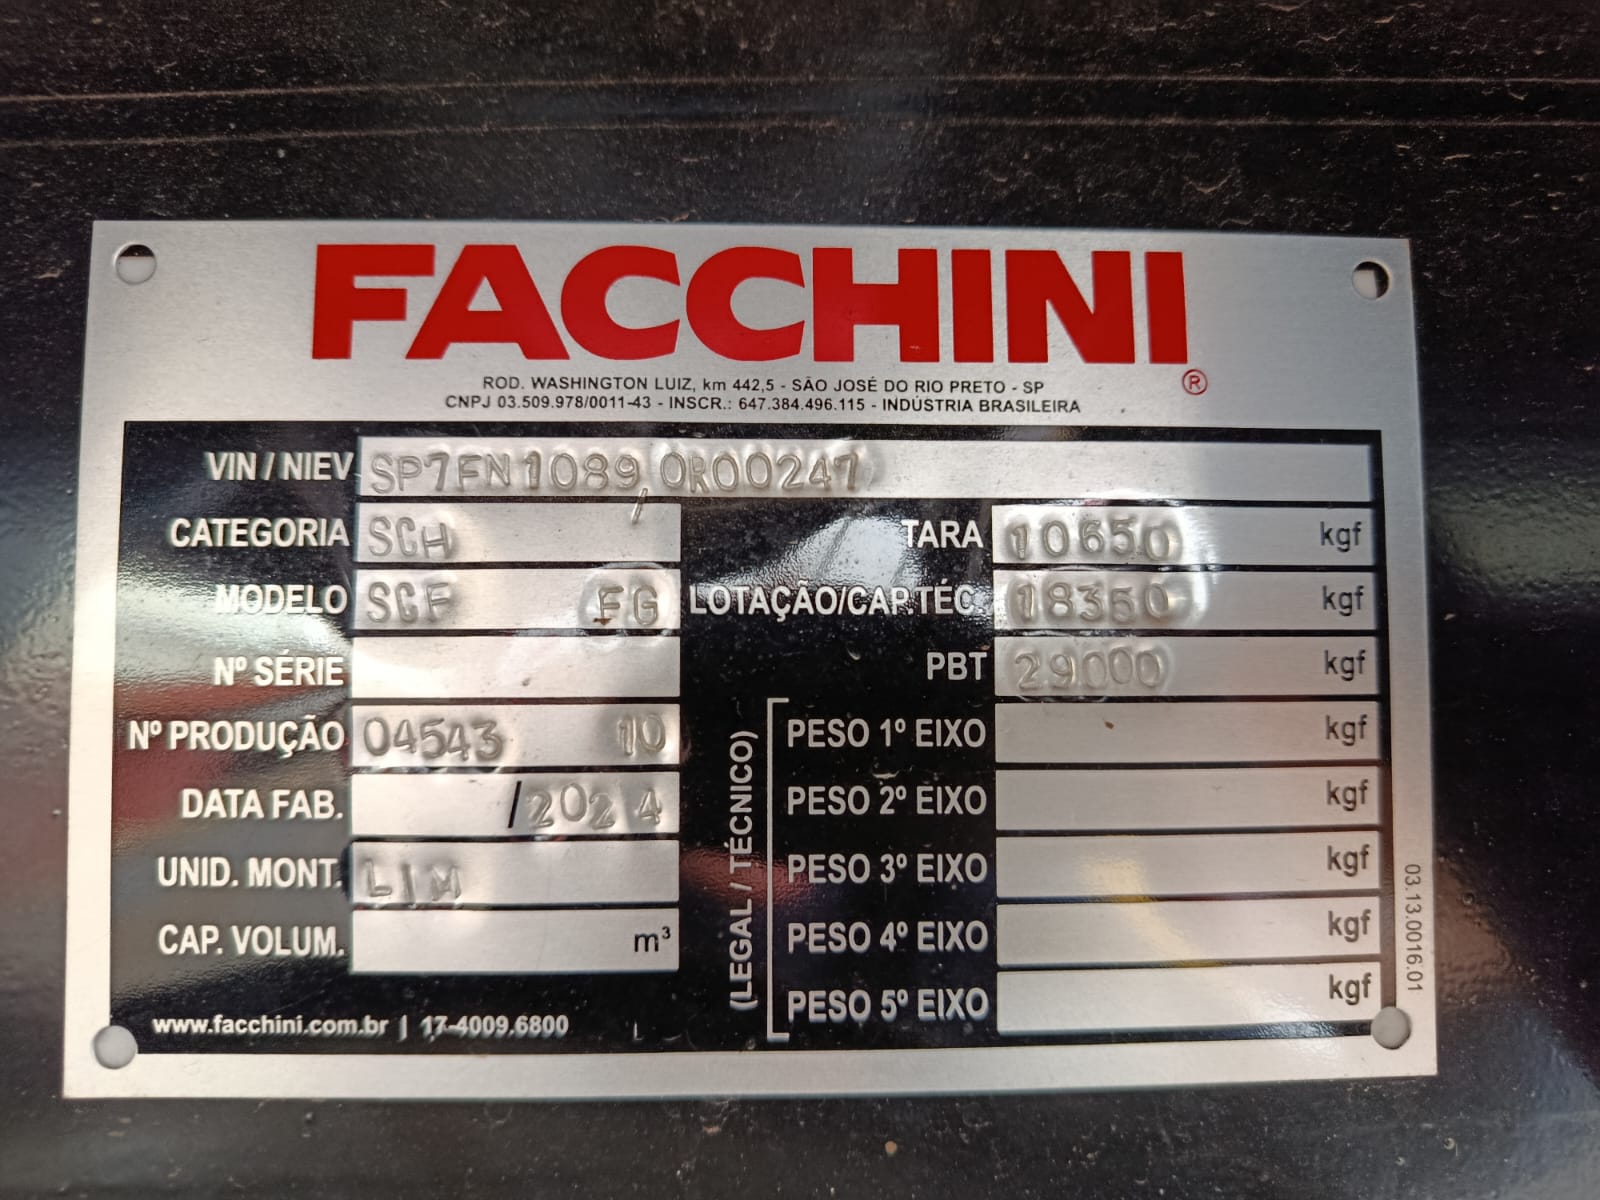 FACCHINI®
ROD. WASHINGTON LUIZ, km 442,5 - SÃO JOSÉ DO RIO PRETO - SP
CNPJ 03.509.978/0011-43 - INSCR.: 647.384.496.115 - INDÚSTRIA BRASILEIRA
VIN / NIEV SP7FN1089 0R00247
CATEGORIA SCH
TARA 10650 kgf
MODELO SCF FG
LOTAÇÃO/CAP.TÉC. 18350 kgf
Nº SÉRIE
PBT 29000 kgf
Nº PRODUÇÃO 04543 10
DATA FAB. /2024
UNID. MONT. LIM
CAP. VOLUM. m³
(LEGAL / TÉCNICO)
PESO 1º EIXO kgf
PESO 2º EIXO kgf
PESO 3º EIXO kgf
PESO 4º EIXO kgf
PESO 5º EIXO kgf
www.facchini.com.br | 17-4009.6800
03.13.0016.01